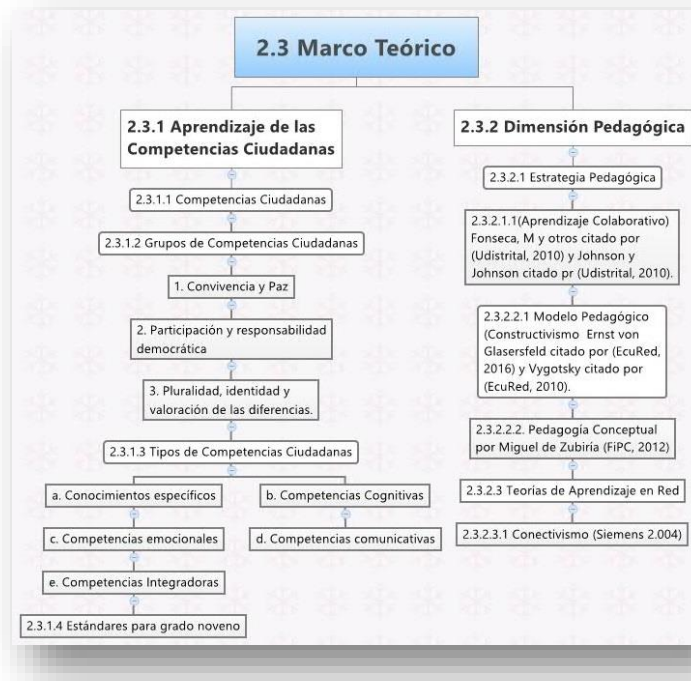 2.3 Marco Teórico
2.3.1 Aprendizaje de las
Competencias Ciudadanas
2.3.1.1 Competencias Ciudadanas
2.3.1.2 Grupos de Competencias Ciudadanas
1. Convivencia y Paz
2. Participación y responsabilidad
democrática
3. Pluralidad, identidad y
valoración de las diferencias.
2.3.1.3 Tipos de Competencias Ciudadanas
a. Conocimientos específicos
b. Competencias Cognitivas
c. Competencias emocionales
d. Competencias comunicativas
e. Competencias Integradoras
2.3.1.4 Estándares para grado noveno
2.3.2 Dimensión Pedagógica
2.3.2.1 Estrategia Pedagógica
2.3.2.1.1(Aprendizaje Colaborativo)
Fonseca, M y otros citado por
(Udistrital, 2010) y Johnson y
Johnson citado pr (Udistrital, 2010).
2.3.2.2.1 Modelo Pedagógico
(Constructivismo Ernst von
Glasersfeld citado por (EcuRed,
2016) y Vygotsky citado por
(EcuRed, 2010).
2.3.2.2.2. Pedagogía Conceptual
por Miguel de Zubiría (FiPC, 2012)
2.3.2.3 Teorias de Aprendizaje en Red
2.3.2.3.1 Conectivismo (Siemens 2.004)